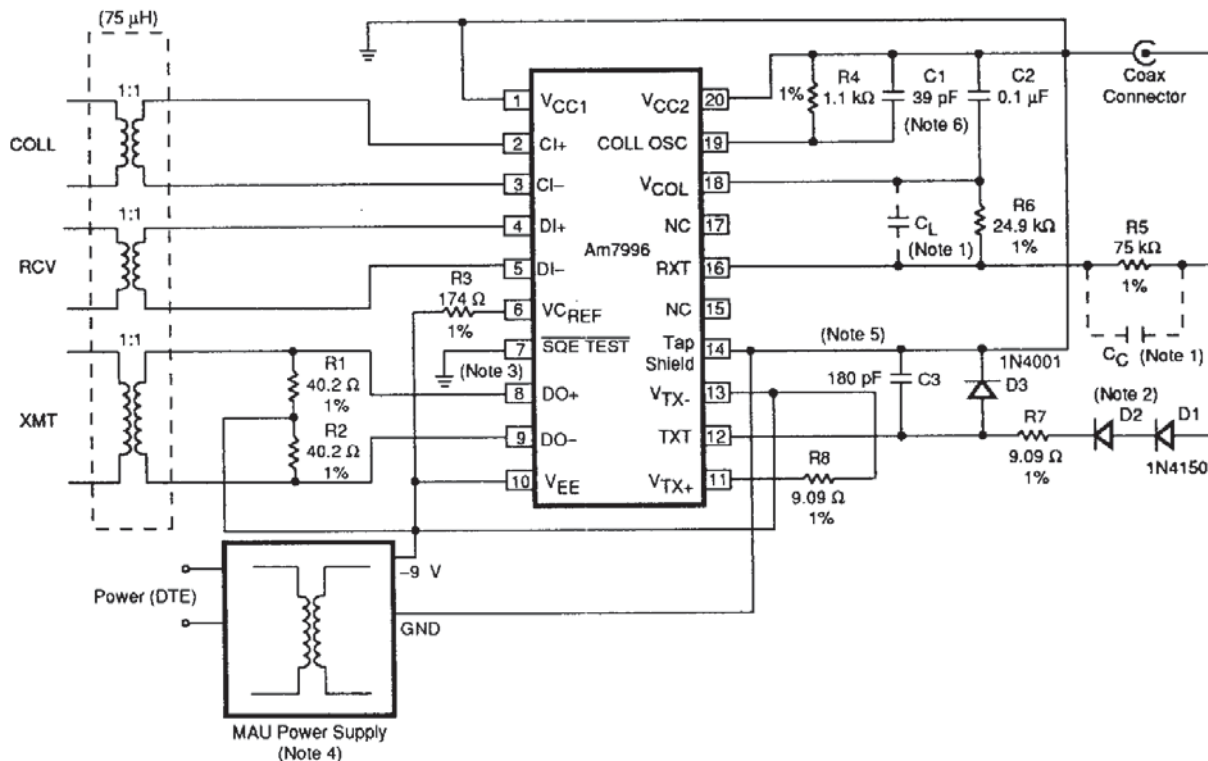 (75 µH)
1:1
COLL
1:1
RCV
1:1
XMT
R1
40.2 Ω
1%
R2
40.2 Ω
1%
R3
174 Ω
1%
(Note 3)
Am7996
1 VCC1
2 CI+
3 CI–
4 DI+
5 DI–
6 VCREF
7 SQE TEST
8 DO+
9 DO–
10 VEE
VCC2 20
COLL OSC 19
VCOL 18
NC 17
RXT 16
NC 15
Tap Shield 14
VTX- 13
TXT 12
VTX+ 11
1%
R4
1.1 kΩ
C1
39 pF
(Note 6)
C2
0.1 µF
Coax
Connector
CL
(Note 1)
R6
24.9 kΩ
1%
R5
75 kΩ
1%
CC (Note 1)
(Note 5)
180 pF
C3
1N4001
D3
(Note 2)
D2
D1
1N4150
R7
9.09 Ω
1%
R8
9.09 Ω
1%
–9 V
GND
Power (DTE)
MAU Power Supply
(Note 4)